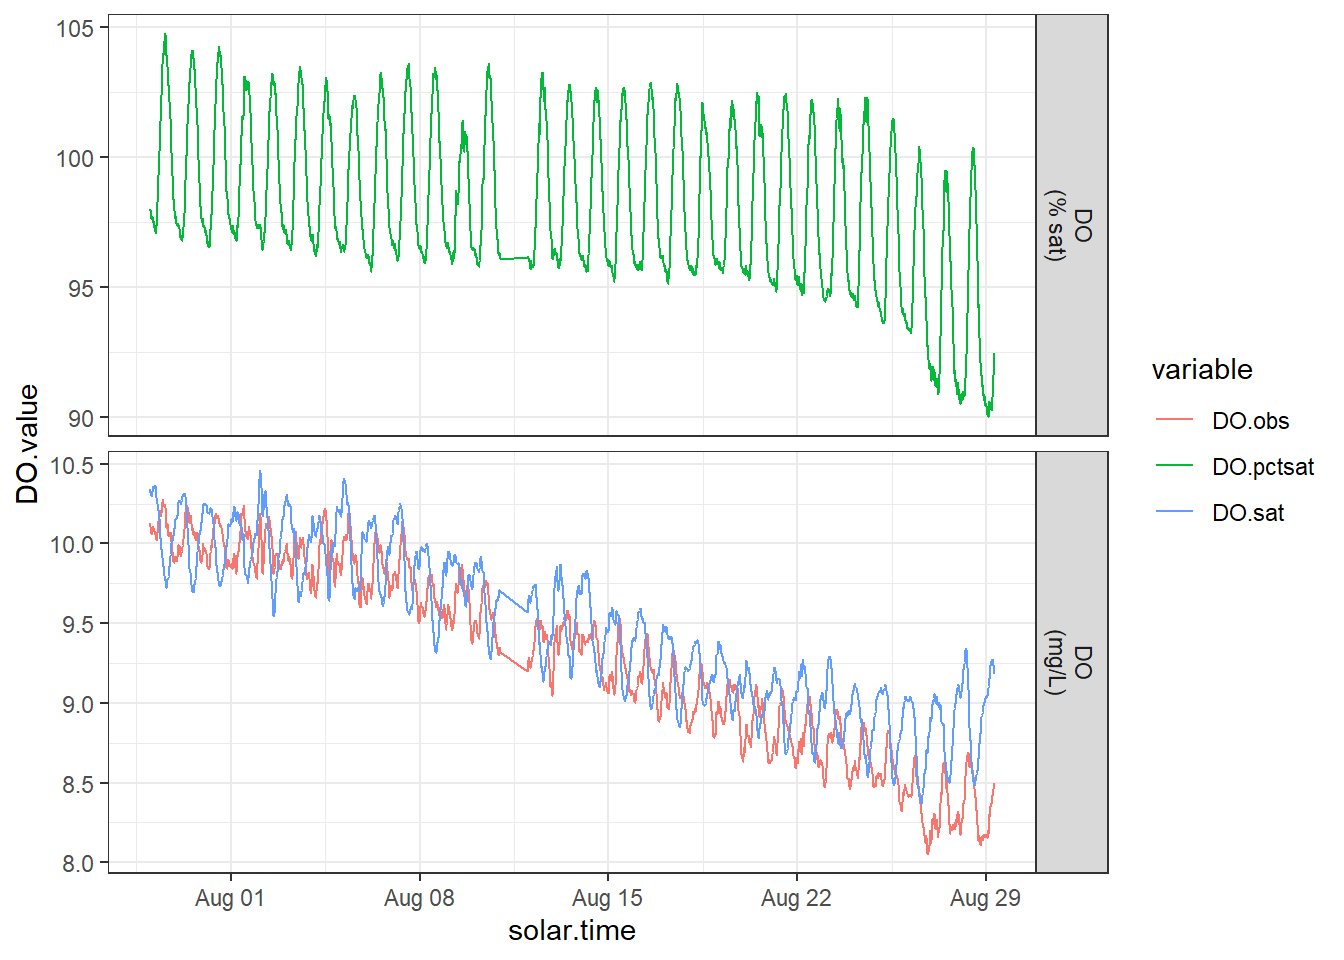 DO.value
105
100
95
90
DO
(% sat)
10.5
10.0
9.5
9.0
8.5
8.0
DO
(mg/L)
Aug 01
Aug 08
Aug 15
Aug 22
Aug 29
solar.time
variable
DO.obs
DO.pctsat
DO.sat